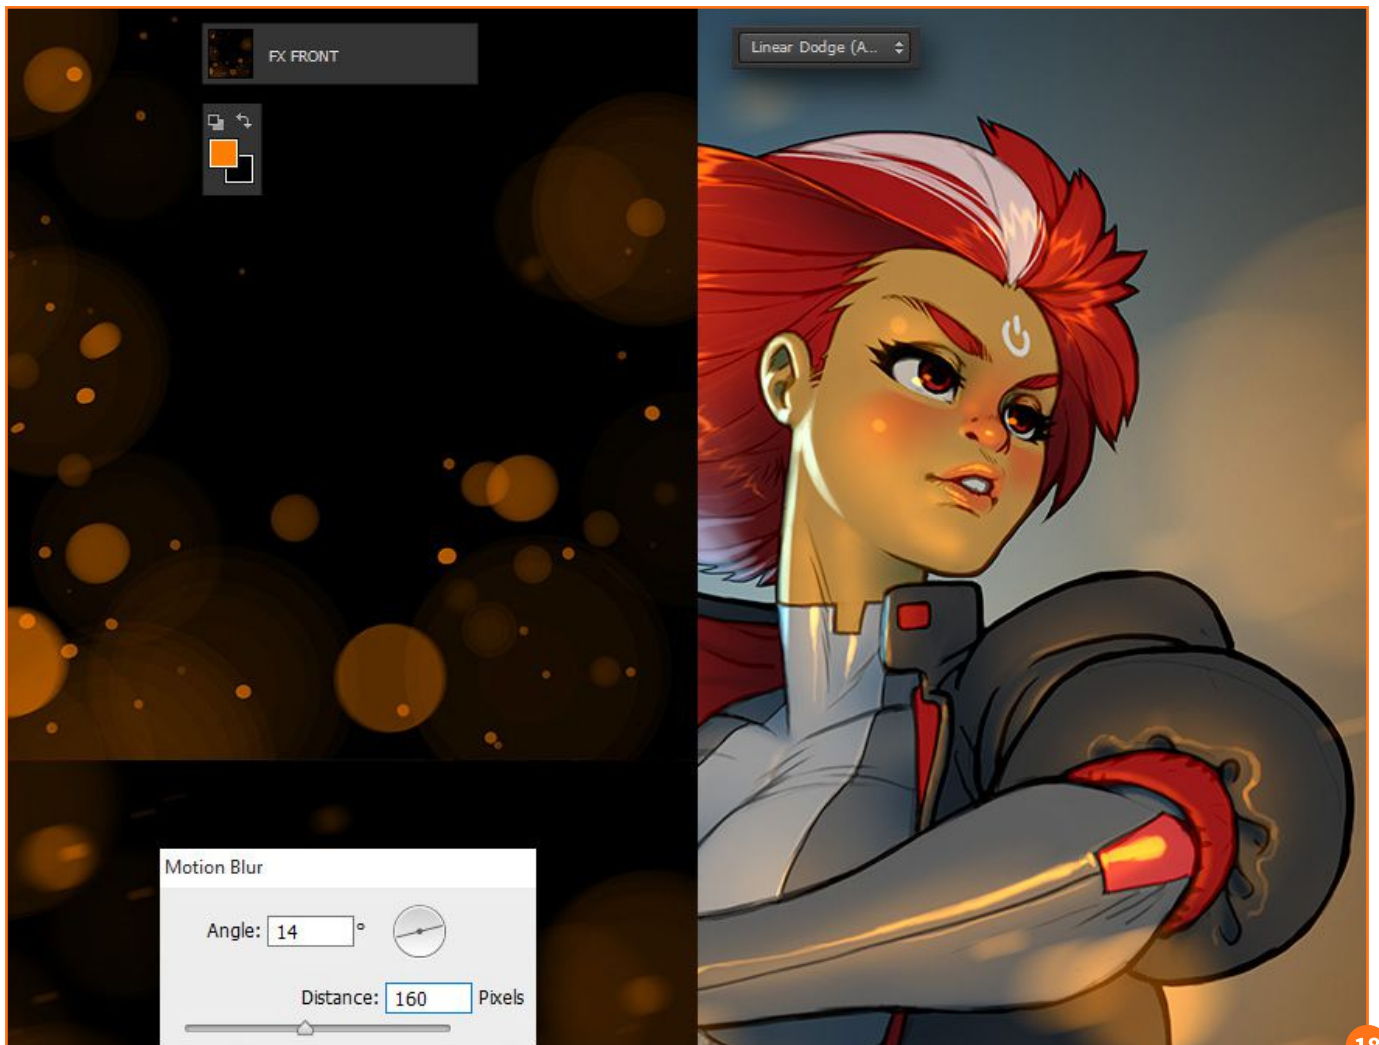 FX FRONT
Linear Dodge (A...
Motion Blur
Angle: 14 °
Distance: 160 Pixels